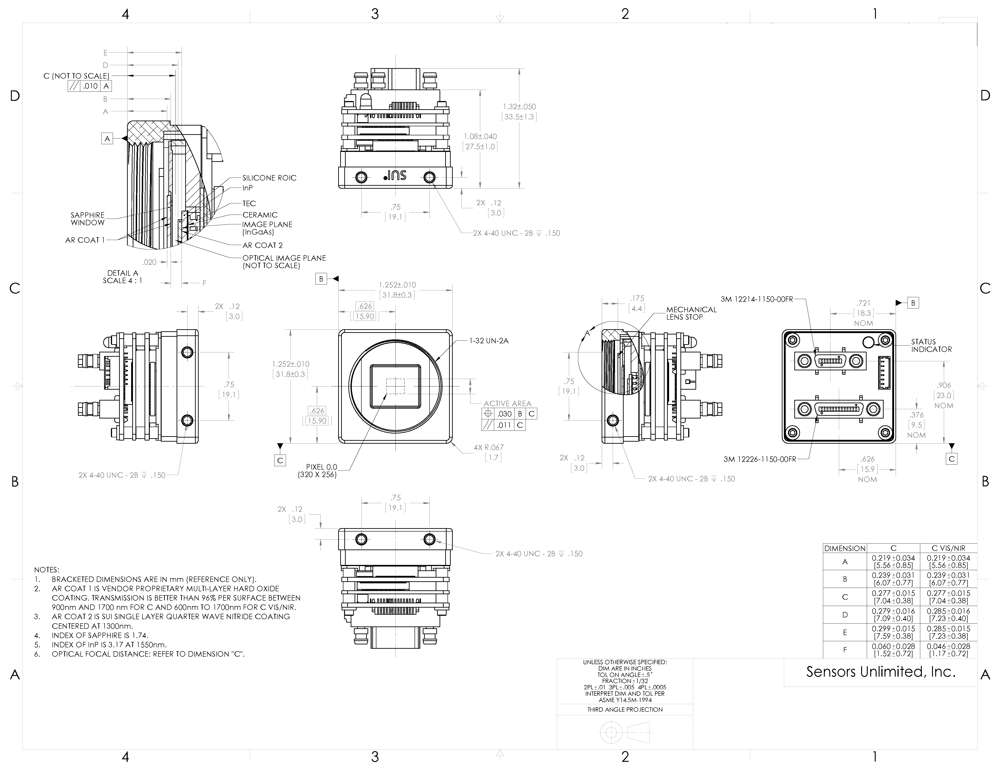 4 3 2 1
D
D
E
D
C (NOT TO SCALE)
// .010 A
B
A
A
SILICONE ROIC
InP
TEC
CERAMIC
IMAGE PLANE
(InGaAs)
AR COAT 2
OPTICAL IMAGE PLANE
(NOT TO SCALE)
SAPPHIRE
WINDOW
AR COAT 1
.020
DETAIL A
SCALE 4 : 1
F
SUI
1.32±.050
[33.5±1.3]
1.08±.040
[27.5±1.0]
2X .12
[3.0]
.75
[19.1]
2X 4-40 UNC - 2B ↧ .150
C
C
2X .12
[3.0]
.75
[19.1]
2X 4-40 UNC - 2B ↧ .150
B
1.252±.010
[31.8±0.3]
.626
[15.90]
1-32 UN-2A
1.252±.010
[31.8±0.3]
.626
[15.90]
ACTIVE AREA
⌖ .030 B C
// .011 C
4X R.067
[1.7]
C
PIXEL 0,0
(320 X 256)
.175
[4.4]
MECHANICAL
LENS STOP
A
.75
[19.1]
2X .12
[3.0]
2X 4-40 UNC - 2B ↧ .150
3M 12214-1150-00FR
.721
[18.3]
NOM
B
STATUS
INDICATOR
.906
[23.0]
NOM
.376
[9.5]
NOM
3M 12226-1150-00FR
.626
[15.9]
NOM
C
B
B
.75
[19.1]
2X .12
[3.0]
2X 4-40 UNC - 2B ↧ .150
NOTES:
1. BRACKETED DIMENSIONS ARE IN mm (REFERENCE ONLY).
2. AR COAT 1 IS VENDOR PROPRIETARY MULTI-LAYER HARD OXIDE
COATING. TRANSMISSION IS BETTER THAN 96% PER SURFACE BETWEEN
900nm AND 1700 nm FOR C AND 600nm TO 1700nm FOR C VIS/NIR.
3. AR COAT 2 IS SUI SINGLE LAYER QUARTER WAVE NITRIDE COATING
CENTERED AT 1300nm.
4. INDEX OF SAPPHIRE IS 1.74.
5. INDEX OF InP IS 3.17 AT 1550nm.
6. OPTICAL FOCAL DISTANCE: REFER TO DIMENSION "C".
DIMENSION C C VIS/NIR
A 0.219±0.034 0.219±0.034
[5.56±0.85] [5.56±0.85]
B 0.239±0.031 0.239±0.031
[6.07±0.77] [6.07±0.77]
C 0.277±0.015 0.277±0.015
[7.04±0.38] [7.04±0.38]
D 0.279±0.016 0.285±0.016
[7.09±0.40] [7.23±0.40]
E 0.299±0.015 0.285±0.015
[7.59±0.38] [7.23±0.38]
F 0.060±0.028 0.046±0.028
[1.52±0.72] [1.17±0.72]
A
A
UNLESS OTHERWISE SPECIFIED:
DIM ARE IN INCHES
TOL ON ANGLE±.5°
FRACTION±1/32
2PL±.01 3PL±.005 4PL±.0005
INTERPRET DIM AND TOL PER
ASME Y14.5M-1994
THIRD ANGLE PROJECTION
Sensors Unlimited, Inc.
4 3 2 1